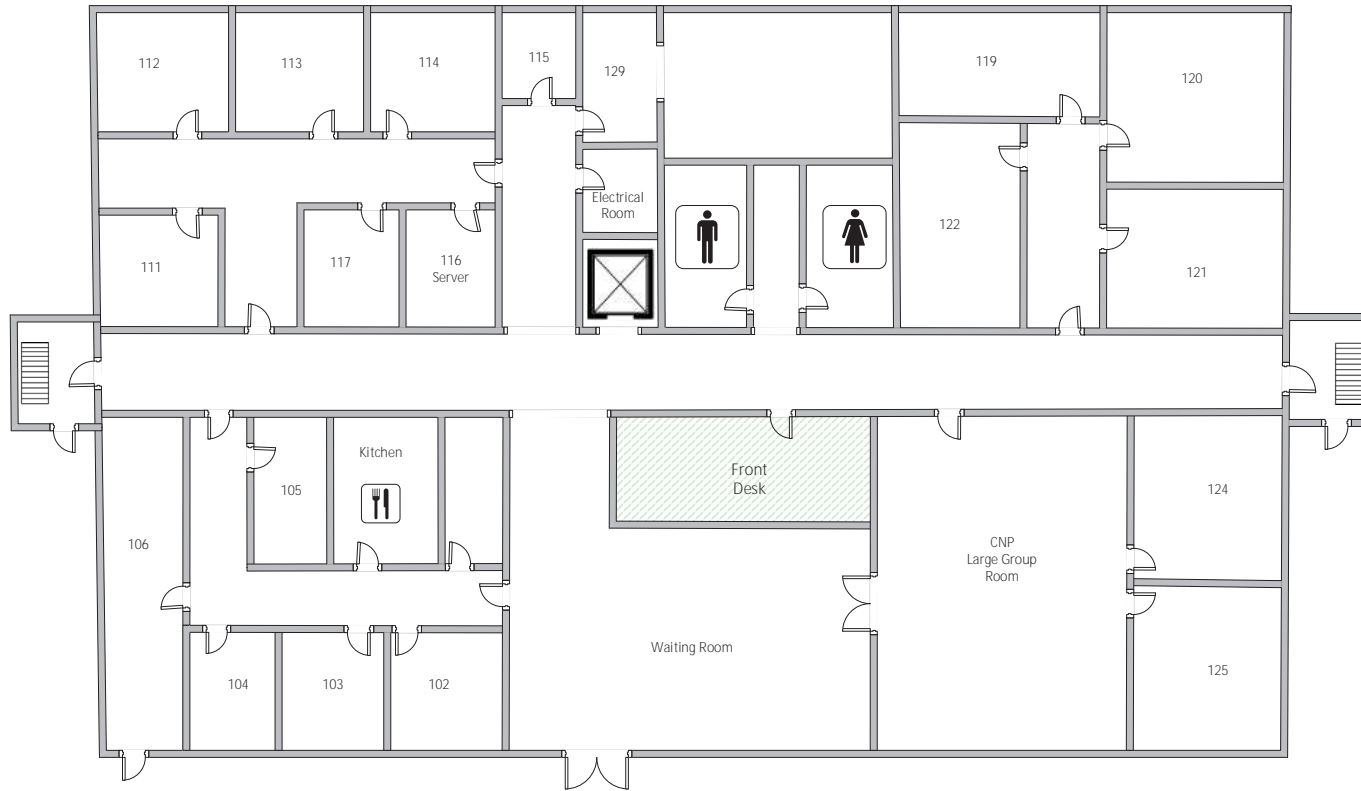 112
113
114
115
129
119
120
Electrical
Room
122
111
117
116
Server
121
Kitchen
105
Front
Desk
124
106
CNP
Large Group
Room
Waiting Room
104
103
102
125